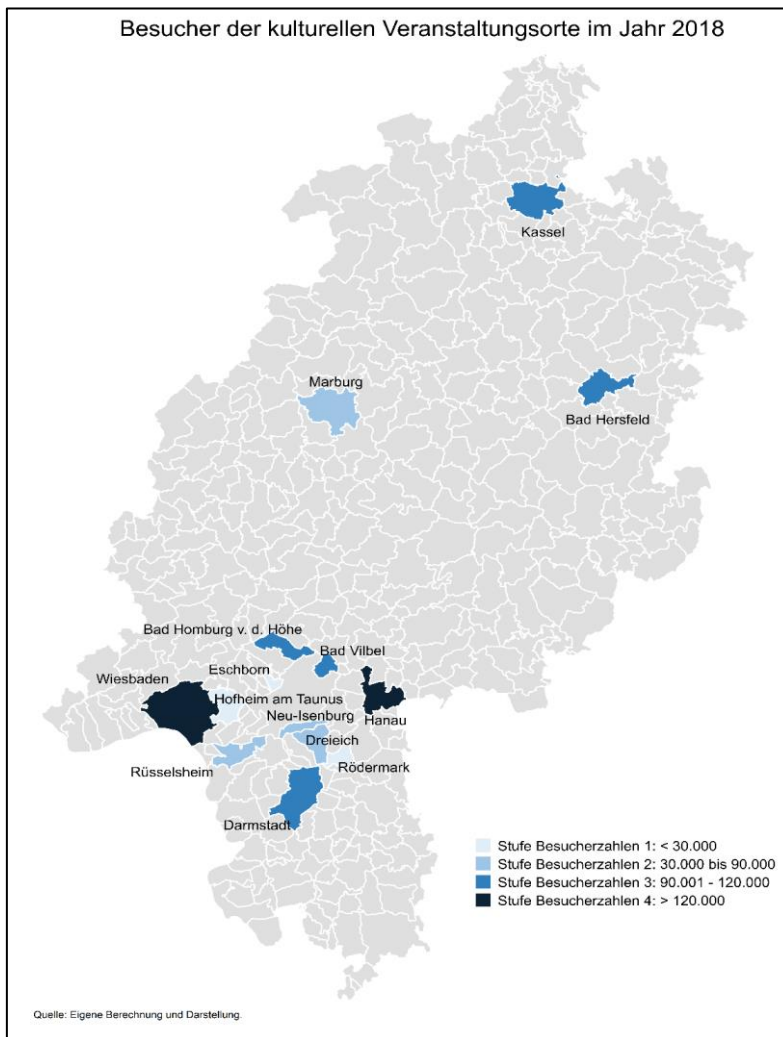 Besucher der kulturellen Veranstaltungsorte im Jahr 2018
Kassel
Marburg
Bad Hersfeld
Bad Homburg v. d. Höhe
Bad Vilbel
Eschborn
Wiesbaden
Hofheim am Taunus
Neu-Isenburg
Hanau
Dreieich
Rüsselsheim
Rödermark
Darmstadt
Stufe Besucherzahlen 1: < 30.000
Stufe Besucherzahlen 2: 30.000 bis 90.000
Stufe Besucherzahlen 3: 90.001 - 120.000
Stufe Besucherzahlen 4: > 120.000
Quelle: Eigene Berechnung und Darstellung.